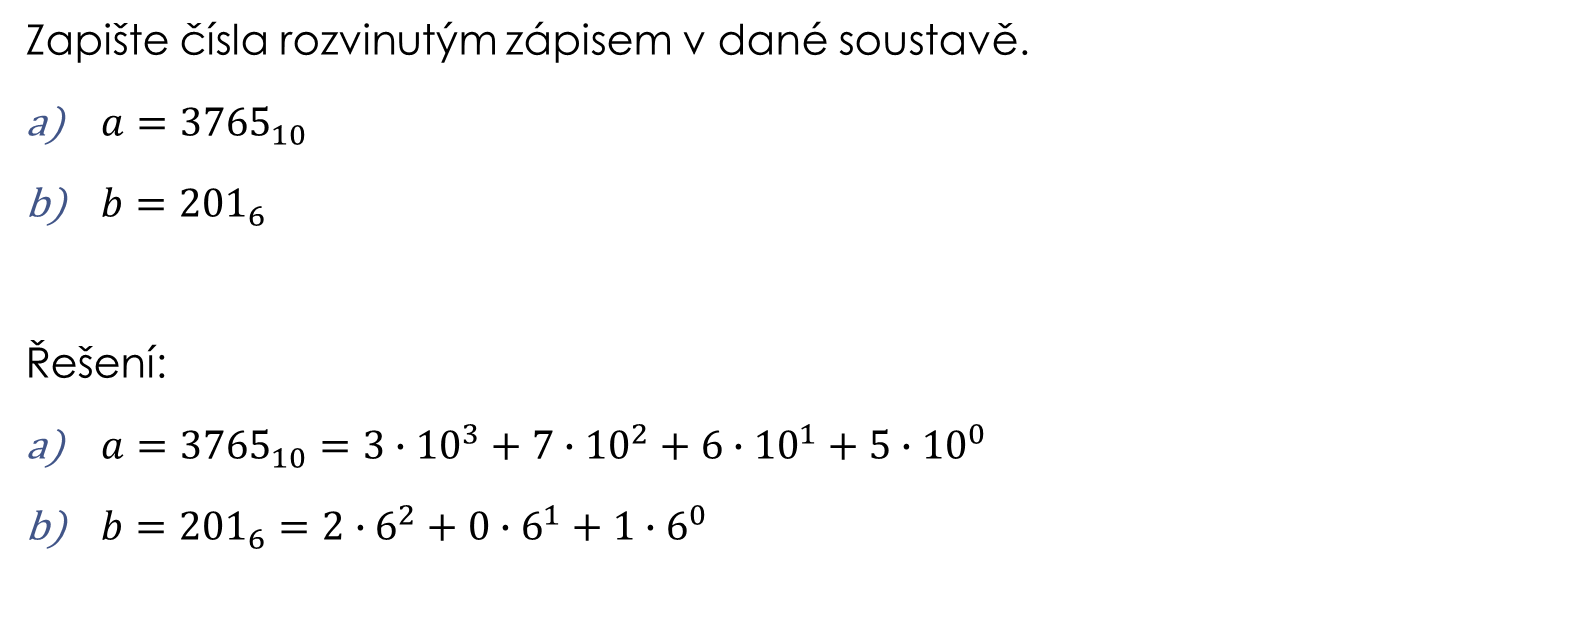 Zapište čísla rozvinutým zápisem v dané soustavě.
a) a = 3765₁₀
b) b = 201₆
Řešení:
a) a = 3765₁₀ = 3 · 10³ + 7 · 10² + 6 · 10¹ + 5 · 10⁰
b) b = 201₆ = 2 · 6² + 0 · 6¹ + 1 · 6⁰